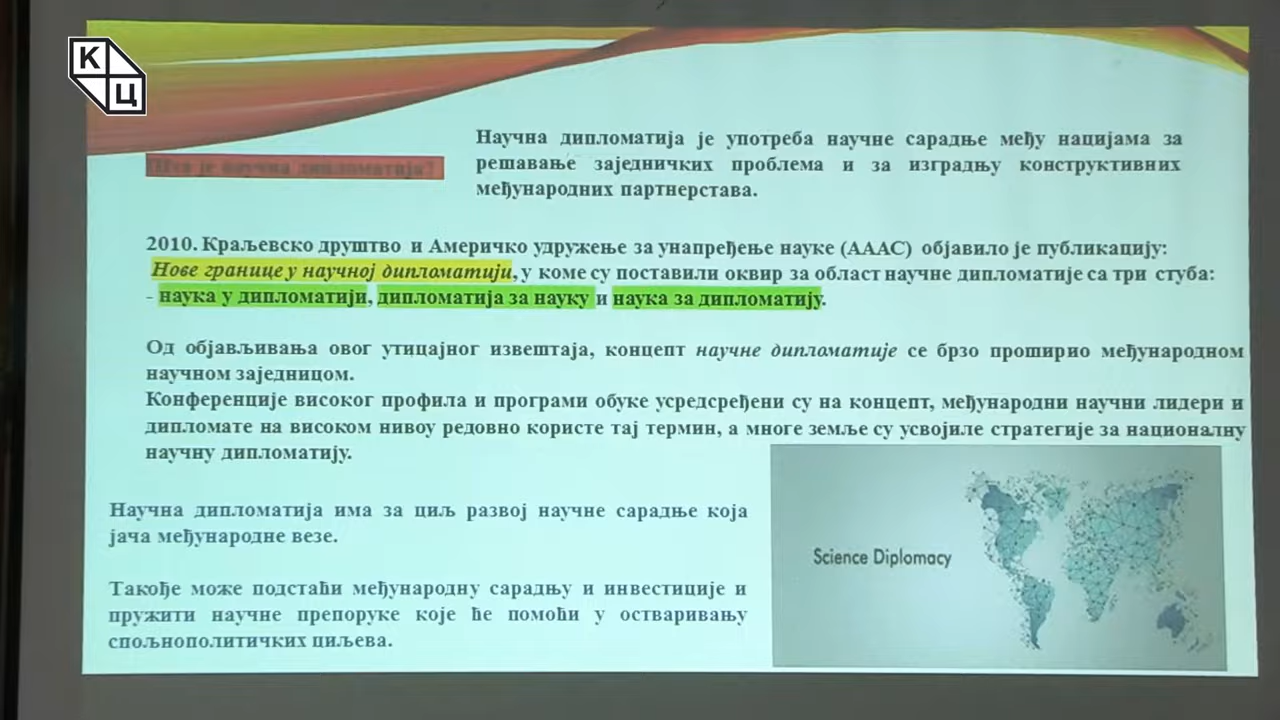 К
Ц
Шта је научна дипломатија?
Научна дипломатија је употреба научне сарадње међу нацијама за
решавање заједничких проблема и за изградњу конструктивних
међународних партнерстава.
2010. Краљевско друштво и Америчко удружење за унапређење науке (АААС) објавило је публикацију:
Нове границе у научној дипломатији, у коме су поставили оквир за област научне дипломатије са три стуба:
- наука у дипломатији, дипломатија за науку и наука за дипломатију.
Од објављивања овог утицајног извештаја, концепт научне дипломатије се брзо проширио међународном
научном заједницом.
Конференције високог профила и програми обуке усредсређени су на концепт, међународни научни лидери и
дипломате на високом нивоу редовно користе тај термин, а многе земље су усвојиле стратегије за националну
научну дипломатију.
Научна дипломатија има за циљ развој научне сарадње која
јача међународне везе.
Такође може подстаћи међународну сарадњу и инвестиције и
пружити научне препоруке које ће помоћи у остваривању
спољнополитичких циљева.
Science Diplomacy